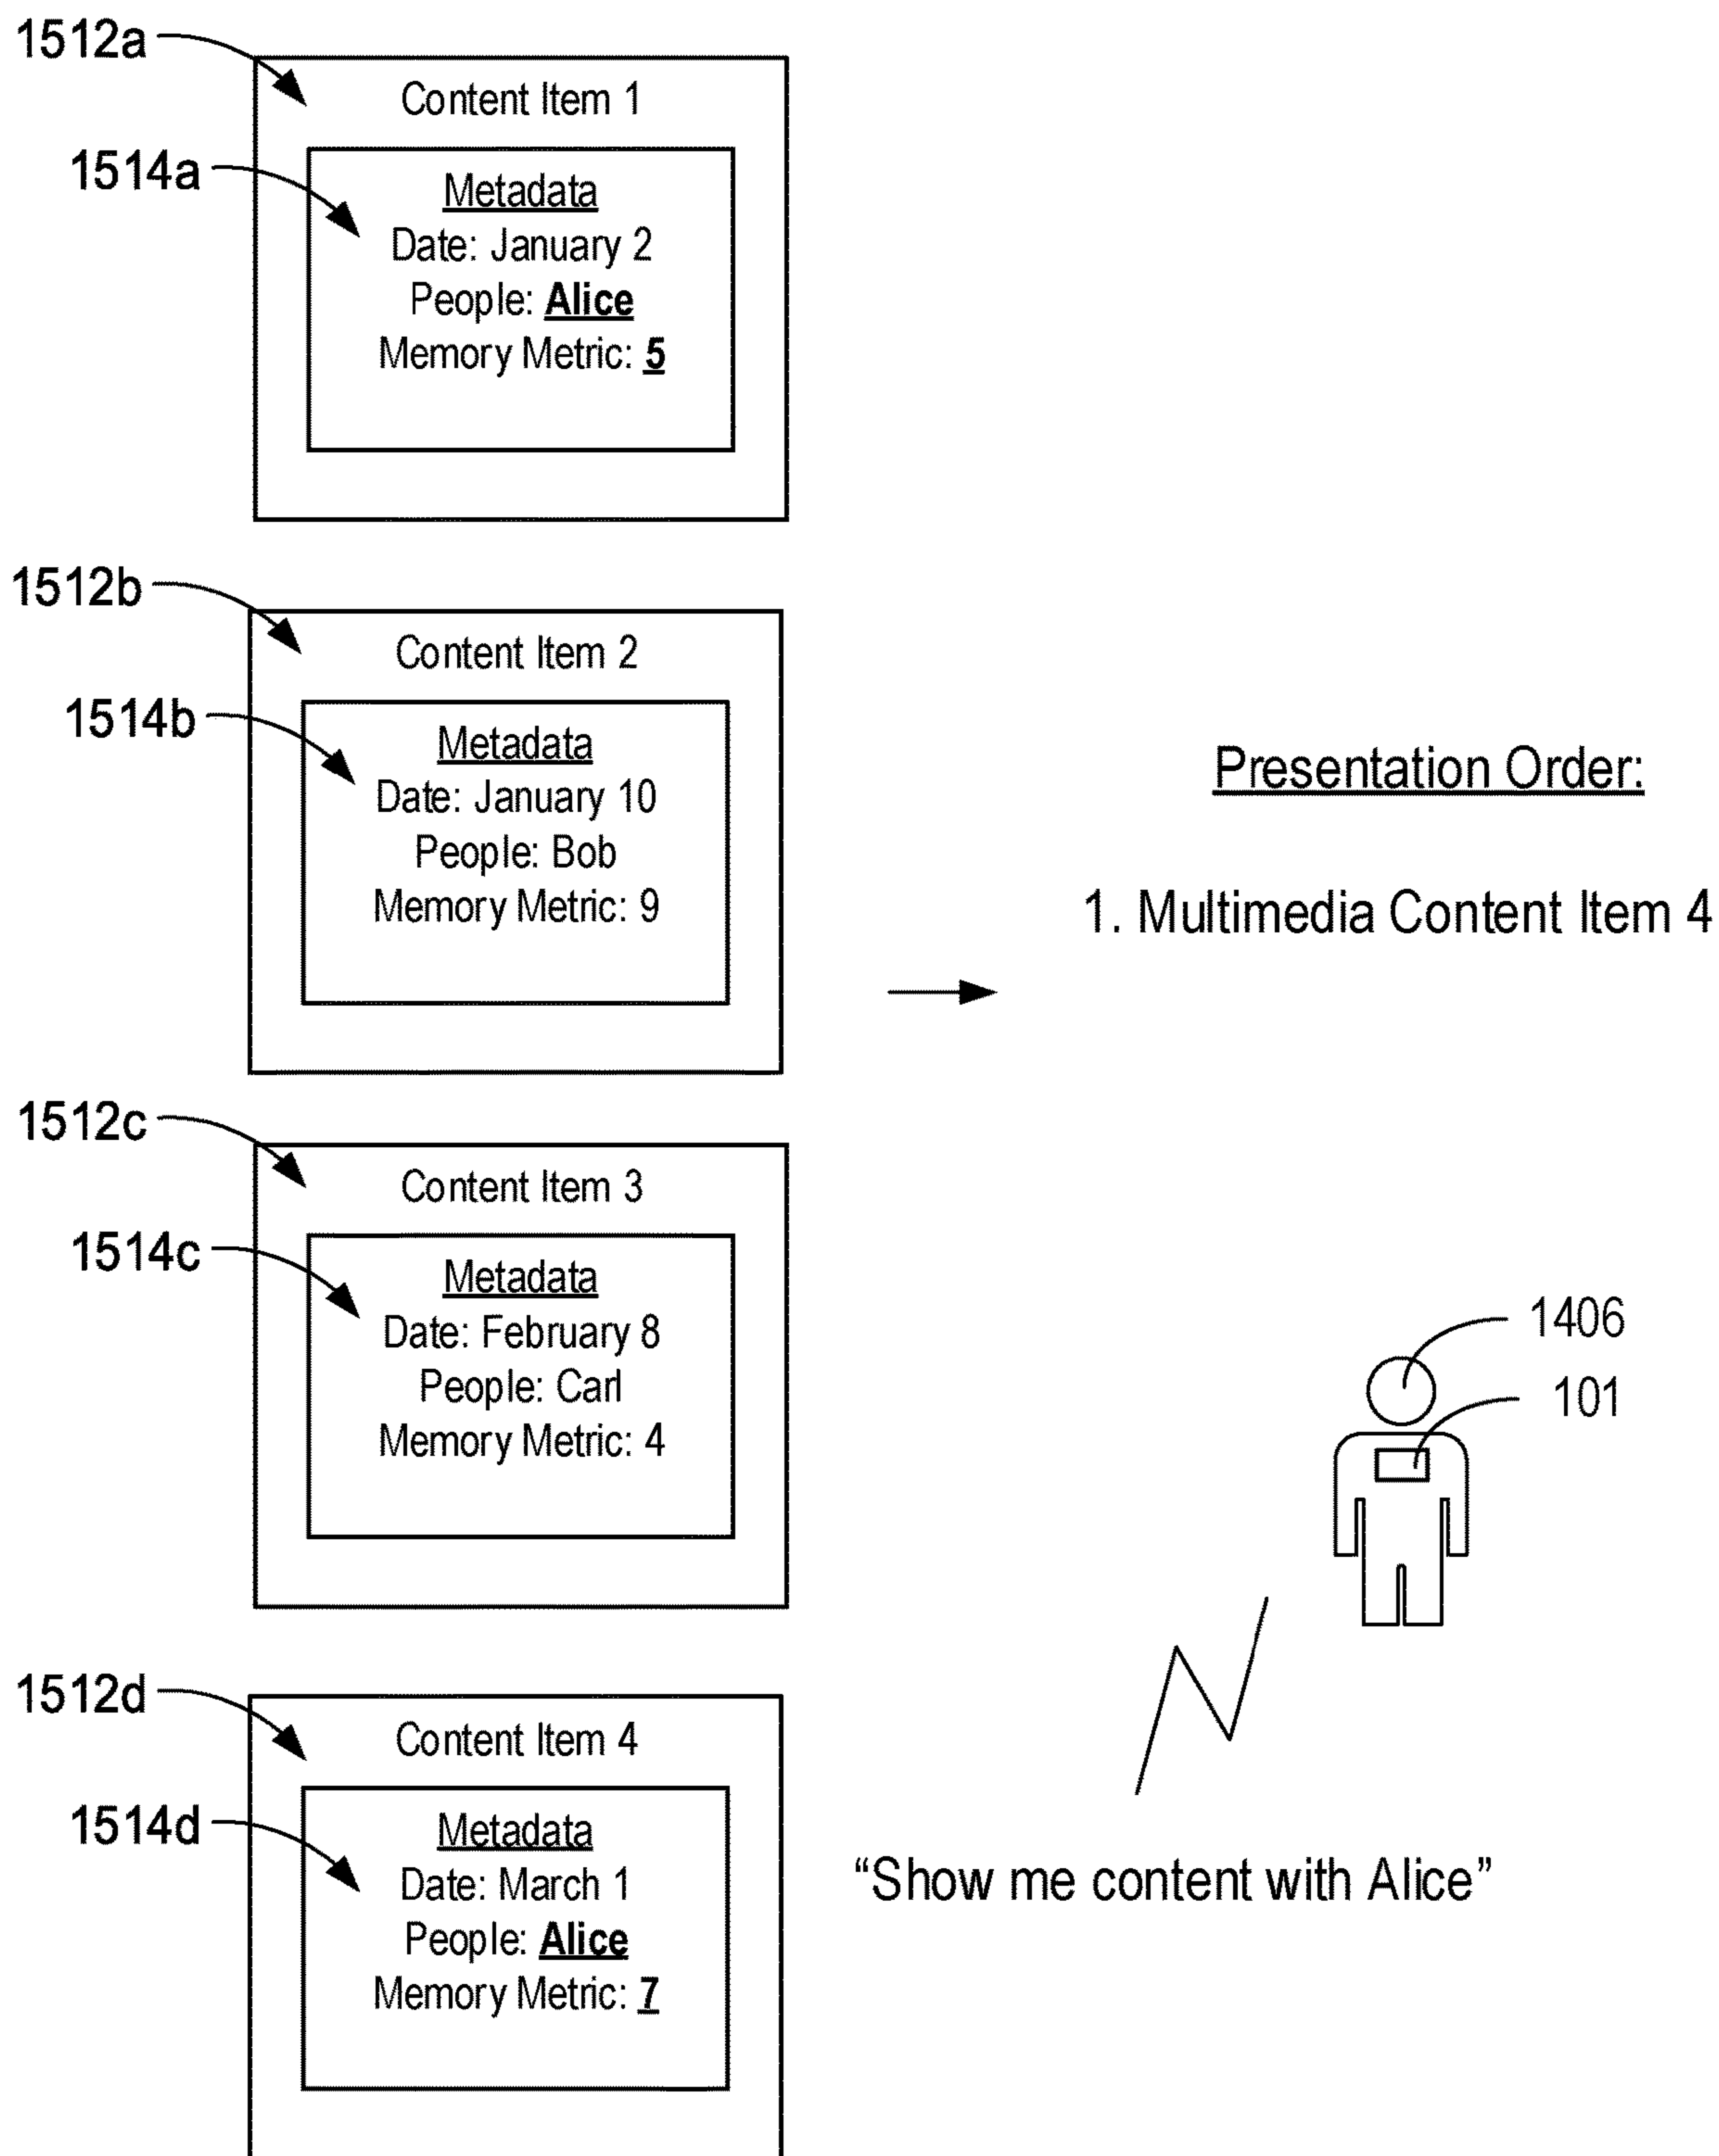 1512a
Content Item 1
1514a
Metadata
Date: January 2
People: Alice
Memory Metric: 5
1512b
Content Item 2
1514b
Metadata
Date: January 10
People: Bob
Memory Metric: 9
Presentation Order:
1. Multimedia Content Item 4
1512c
Content Item 3
1514c
Metadata
Date: February 8
People: Carl
Memory Metric: 4
1406
101
1512d
Content Item 4
1514d
Metadata
Date: March 1
People: Alice
Memory Metric: 7
“Show me content with Alice”